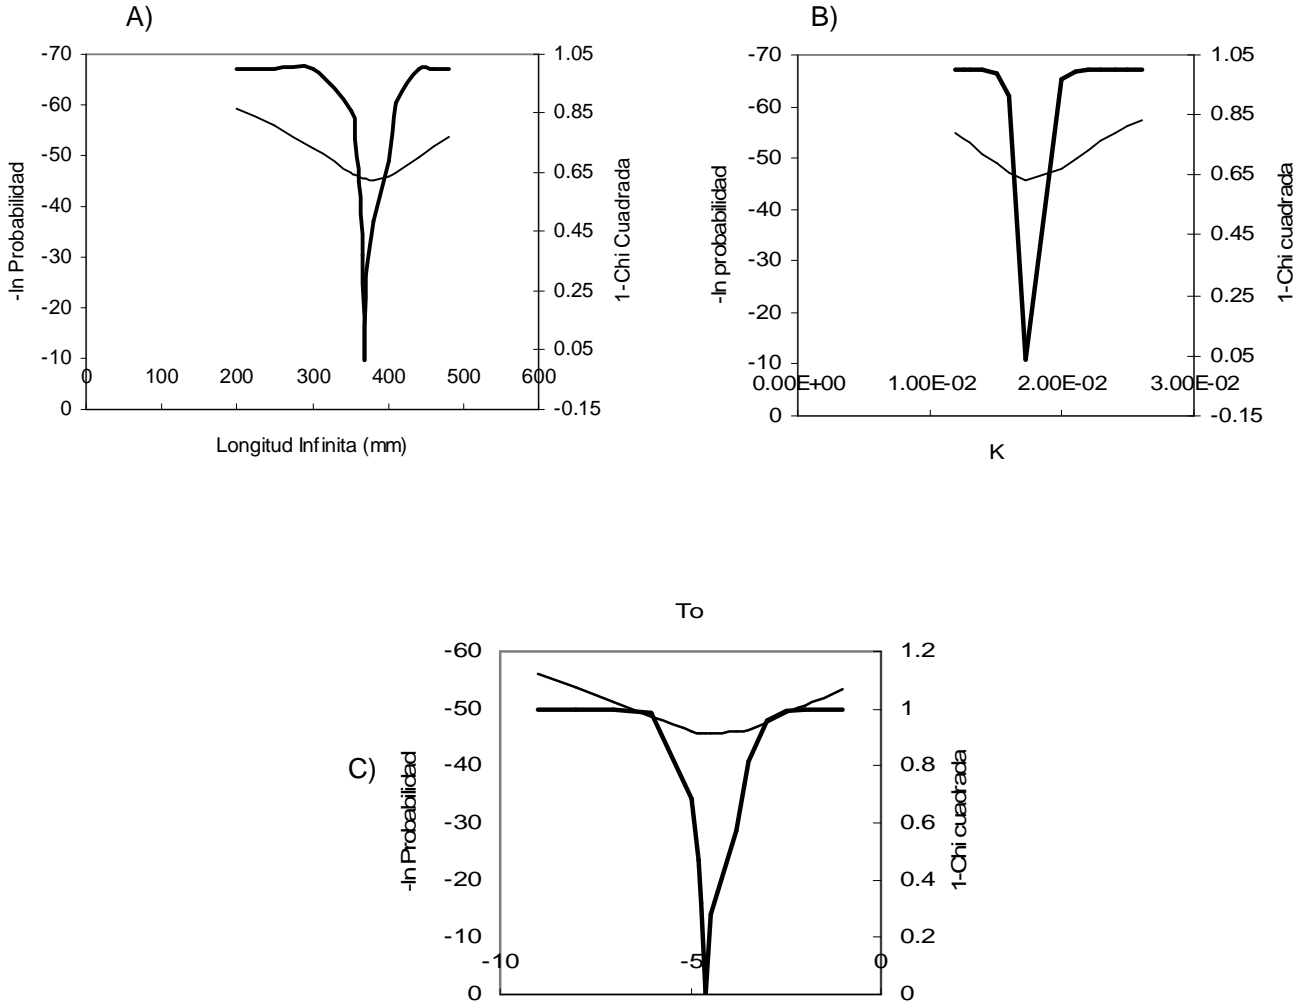 A)
-70
-60
-50
-40
-30
-20
-10
0
-ln Probabilidad
0 100 200 300 400 500 600
Longitud Infinita (mm)
1.05
0.85
0.65
0.45
0.25
0.05
-0.15
1-Chi Cuadrada
B)
-70
-60
-50
-40
-30
-20
-10
0
-ln probabilidad
0.00E+00 1.00E-02 2.00E-02 3.00E-02
K
1.05
0.85
0.65
0.45
0.25
0.05
-0.15
1-Chi cuadrada
To
C)
-60
-50
-40
-30
-20
-10
0
-ln Probabilidad
-10 -5 0
1.2
1
0.8
0.6
0.4
0.2
0
1-Chi cuadrada